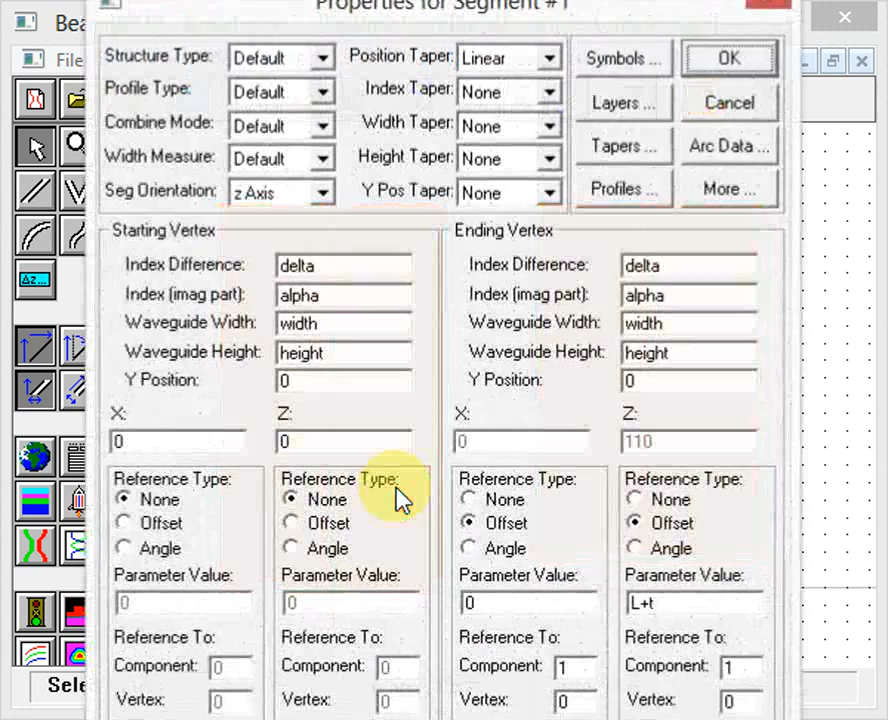 Properties for Segment #1
Bea
File
Structure Type: Default Position Taper: Linear Symbols ... OK
Profile Type: Default Index Taper: None Layers ... Cancel
Combine Mode: Default Width Taper: None
Width Measure: Default Height Taper: None Tapers ... Arc Data ...
Seg Orientation: z Axis Y Pos Taper: None Profiles ... More ...
Starting Vertex Ending Vertex
Index Difference: delta Index Difference: delta
Index (imag part): alpha Index (imag part): alpha
Waveguide Width: width Waveguide Width: width
Waveguide Height: height Waveguide Height: height
Y Position: 0 Y Position: 0
X: Z: X: Z:
0 0 0 110
Reference Type: Reference Type: Reference Type: Reference Type:
None None None None
Offset Offset Offset Offset
Angle Angle Angle Angle
Parameter Value: Parameter Value: Parameter Value: Parameter Value:
0 0 0 L+t
Reference To: Reference To: Reference To: Reference To:
Component: 0 Component: 0 Component: 1 Component: 1
Vertex: 0 Vertex: 0 Vertex: 0 Vertex: 0
Δz...
Sele